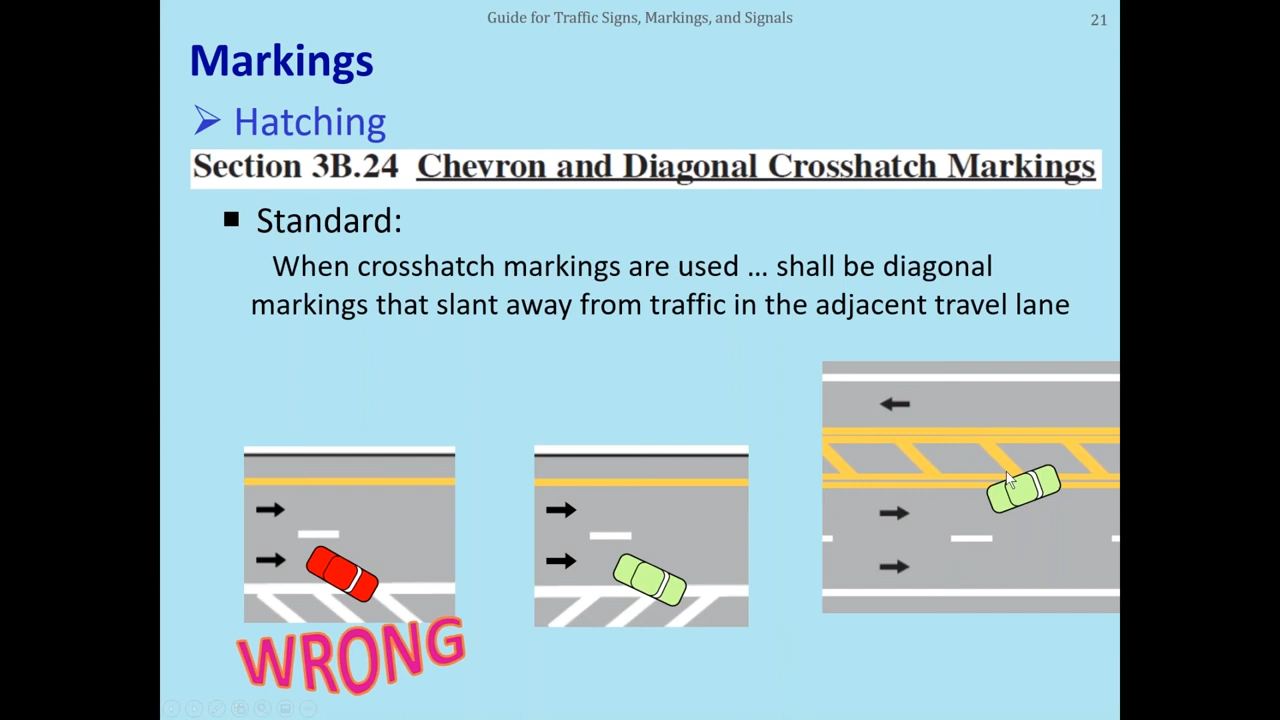 Guide for Traffic Signs, Markings, and Signals
21
Markings
Hatching
Section 3B.24 Chevron and Diagonal Crosshatch Markings
Standard:
When crosshatch markings are used … shall be diagonal
markings that slant away from traffic in the adjacent travel lane
WRONG